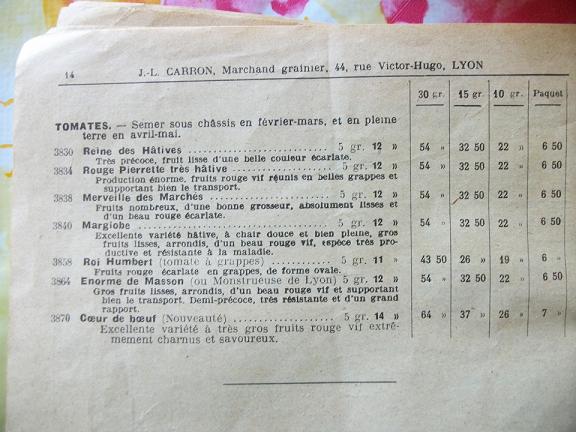 14 J.-L. CARRON, Marchand grainier, 44, rue Victor-Hugo, LYON
30 gr. 15 gr. 10 gr. Paquet
TOMATES. — Semer sous châssis en février-mars, et en pleine
terre en avril-mai.
3830 Reine des Hâtives ........................ 5 gr. 12 » 54 » 32 50 22 » 6 50
Très précoce, fruit lisse d'une belle couleur écarlate.
3834 Rouge Pierrette très hâtive ................ 5 gr. 12 » 54 » 32 50 22 » 6 50
Production énorme, fruits rouge vif réunis en belles grappes et
supportant bien le transport.
3838 Merveille des Marchés .................... 5 gr. 12 » 54 » 32 50 22 » 6 50
Fruits nombreux, d'une bonne grosseur, absolument lisses et
d'un beau rouge écarlate.
3840 Margiobe ................................ 5 gr. 12 » 54 » 32 50 22 » 6 50
Excellente variété hâtive, à chair douce et bien pleine, gros
fruits lisses, arrondis, d'un beau rouge vif, espèce très pro-
ductive et résistante à la maladie.
3858 Roi Humbert (tomate à grappes) ............ 5 gr. 11 » 43 50 26 » 19 » 6 »
Fruits rouge écarlate en grappes, de forme ovale.
3864 Enorme de Masson (ou Monstrueuse de Lyon) 5 gr. 12 » 54 » 32 50 22 » 6 50
Gros fruits lisses, arrondis, d'un beau rouge vif et supportant
bien le transport. Demi-précoce, très résistante et d'un grand
rapport.
3870 Cœur de bœuf (Nouveauté) .................. 5 gr. 14 » 64 » 37 » 26 » 7 »
Excellente variété à très gros fruits rouge vif extrê-
mement charnus et savoureux.